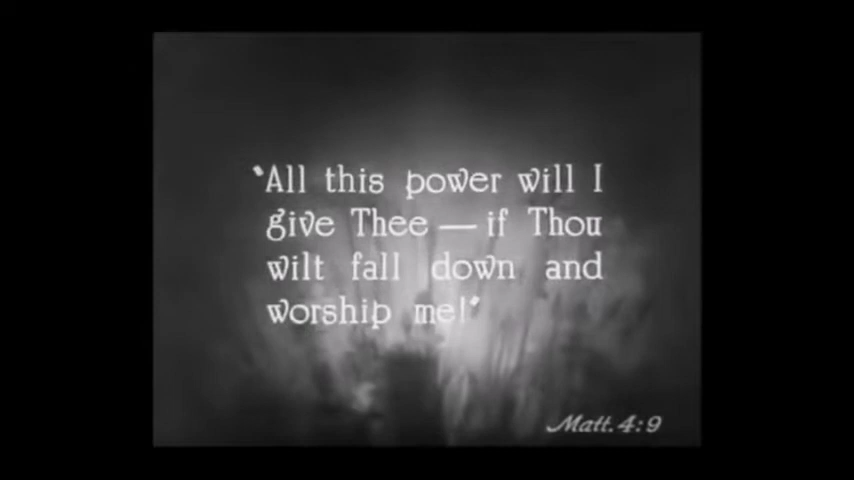 "All this power will I
give Thee — if Thou
wilt fall down and
worship me!"
Matt. 4:9